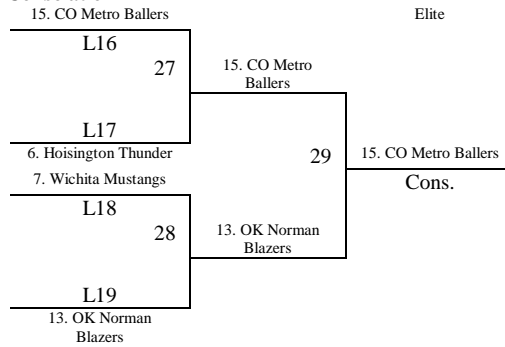 15. CO Metro Ballers
Elite
L16
27
15. CO Metro
Ballers
L17
6. Hoisington Thunder
29
15. CO Metro Ballers
7. Wichita Mustangs
Cons.
L18
28
13. OK Norman
Blazers
L19
13. OK Norman
Blazers